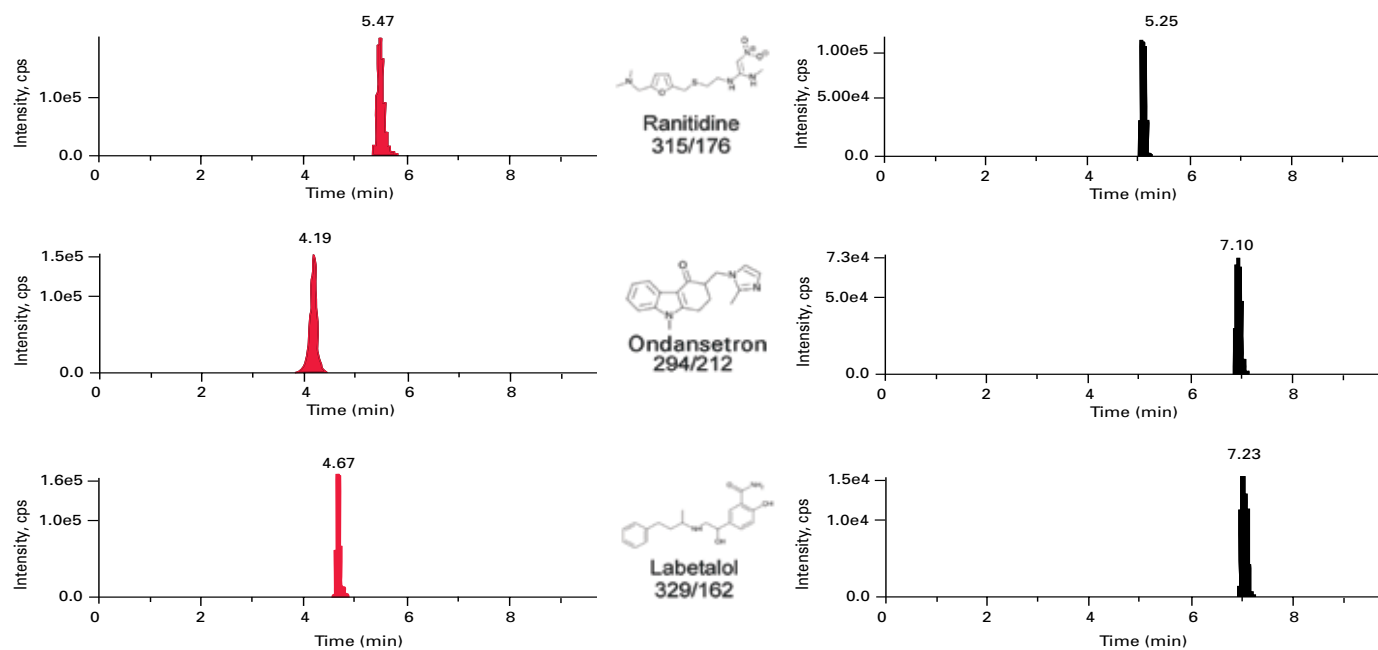 5.47
Intensity, cps
1.0e5
0.0
0 2 4 6 8
Time (min)
Ranitidine
315/176
5.25
Intensity, cps
1.00e5
5.00e4
0.0
0 2 4 6 8
Time (min)
4.19
Intensity, cps
1.5e5
1.0e5
0.0
0 2 4 6 8
Time (min)
O
N
N
N
Ondansetron
294/212
7.10
Intensity, cps
7.3e4
5.0e4
0.0
0 2 4 6 8
Time (min)
4.67
Intensity, cps
1.6e5
1.0e5
0.0
0 2 4 6 8
Time (min)
OH
OH
Labetalol
329/162
7.23
Intensity, cps
1.5e4
1.0e4
0.0
0 2 4 6 8
Time (min)